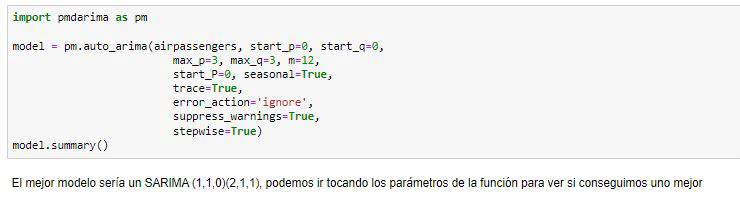 import pmdarima as pm
model = pm.auto_arima(airpassengers, start_p=0, start_q=0,
max_p=3, max_q=3, m=12,
start_P=0, seasonal=True,
trace=True,
error_action='ignore',
suppress_warnings=True,
stepwise=True)
model.summary()
El mejor modelo sería un SARIMA (1,1,0)(2,1,1), podemos ir tocando los parámetros de la función para ver si conseguimos uno mejor